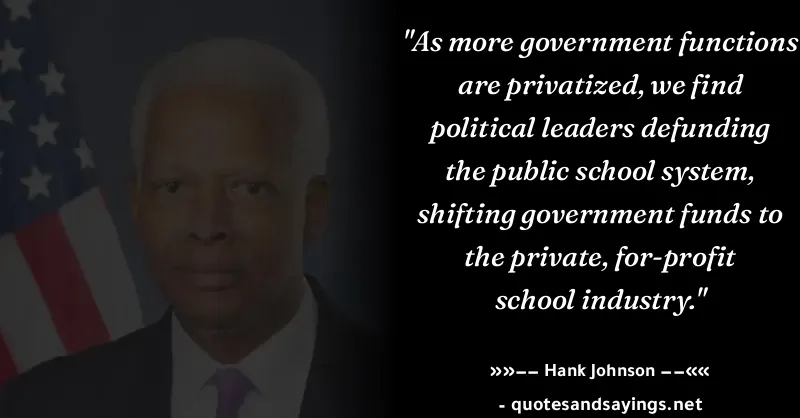 "As more government functions
are privatized, we find
political leaders defunding
the public school system,
shifting government funds to
the private, for-profit
school industry."
»»−− Hank Johnson −−««
- quotesandsayings.net